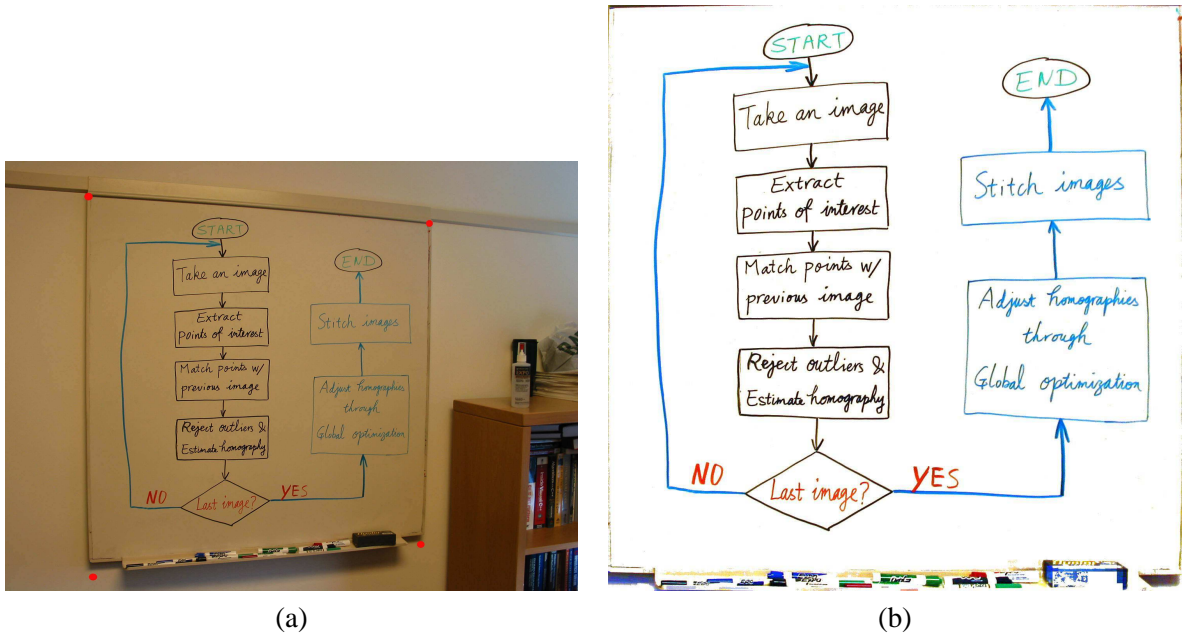 START
Take an image
Extract
points of interest
Match points w/
previous image
Reject outliers &
Estimate homography
Last image?
NO
YES
END
Stitch images
Adjust homographies
through
Global optimization
(a)
START
Take an image
Extract
points of interest
Match points w/
previous image
Reject outliers &
Estimate homography
Last image?
NO
YES
END
Stitch images
Adjust homographies
through
Global optimization
(b)